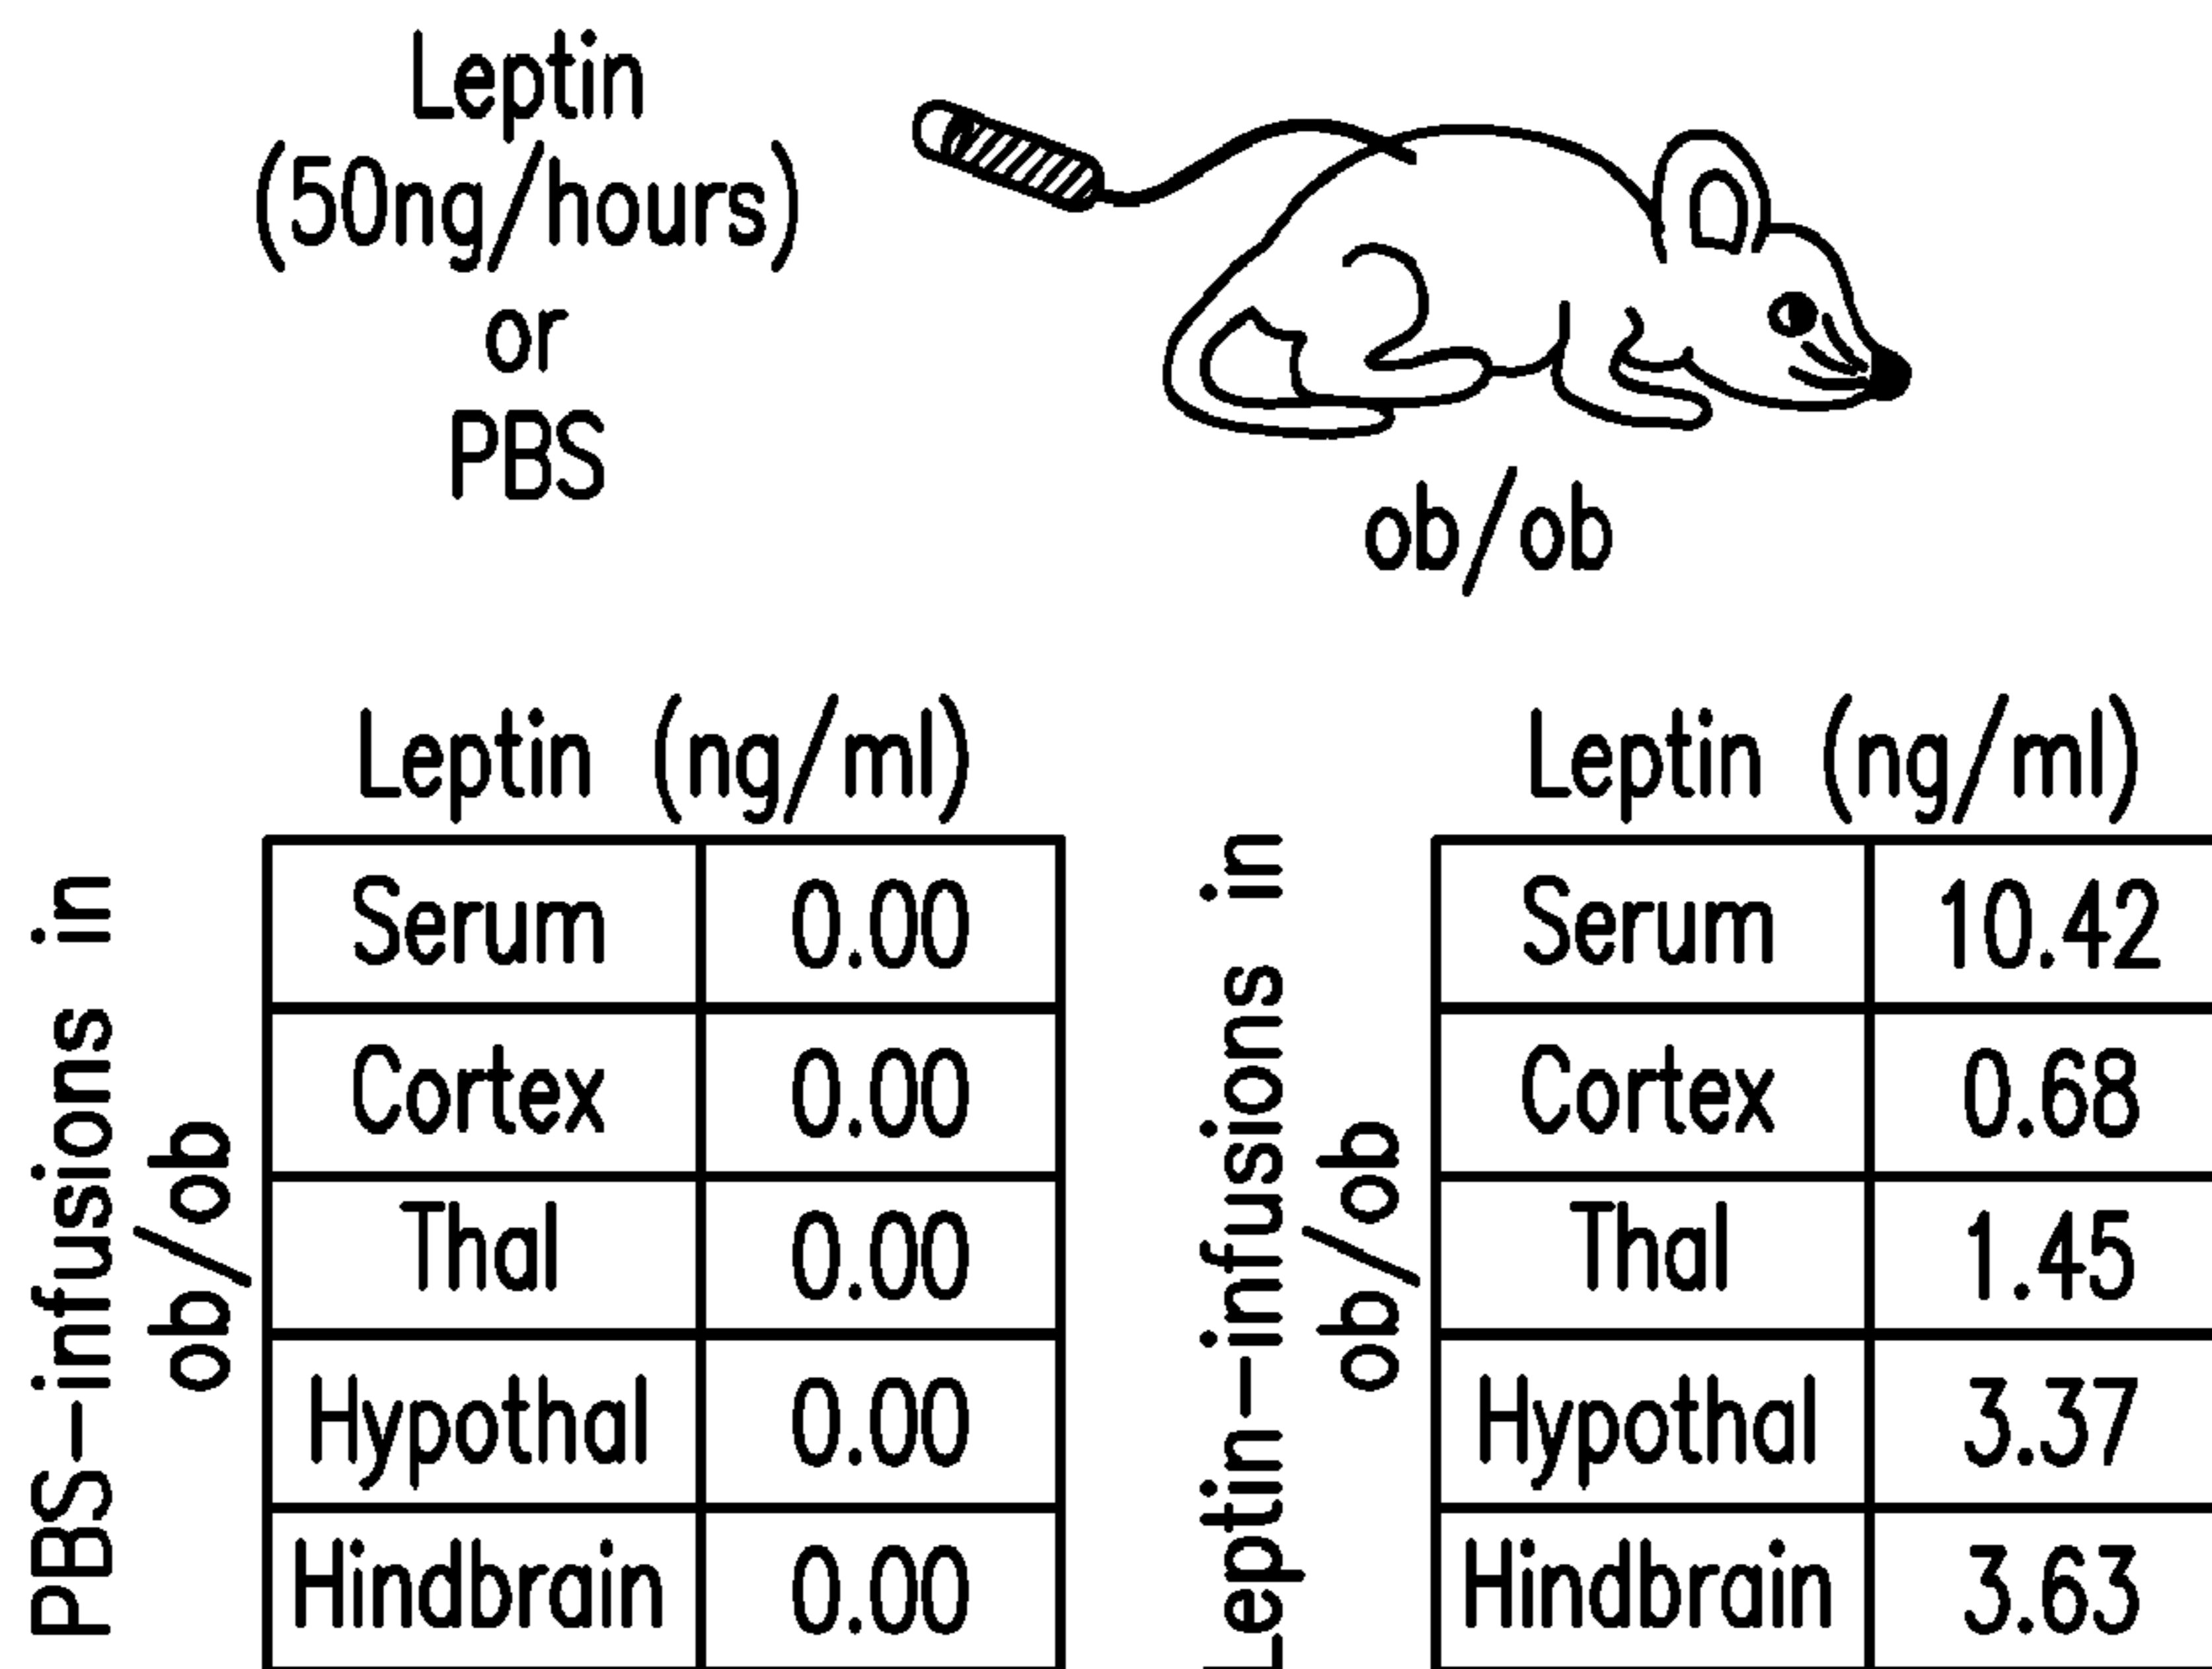 Leptin
(50ng/hours)
or
PBS
ob/ob
Leptin (ng/ml)
PBS-infusions in
ob/ob
Serum 0.00
Cortex 0.00
Thal 0.00
Hypothal 0.00
Hindbrain 0.00
Leptin (ng/ml)
Leptin-infusions in
ob/ob
Serum 10.42
Cortex 0.68
Thal 1.45
Hypothal 3.37
Hindbrain 3.63